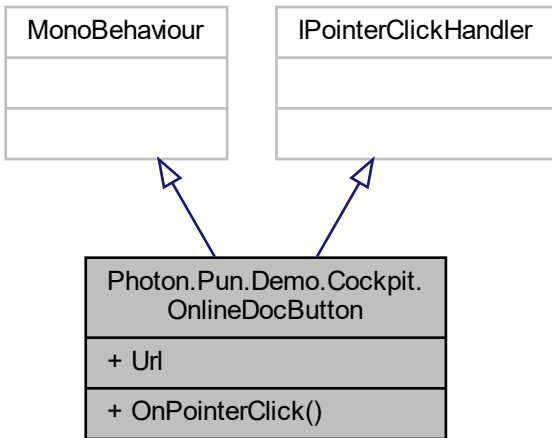 MonoBehaviour
IPointerClickHandler
Photon.Pun.Demo.Cockpit.
OnlineDocButton
+ Url
+ OnPointerClick()